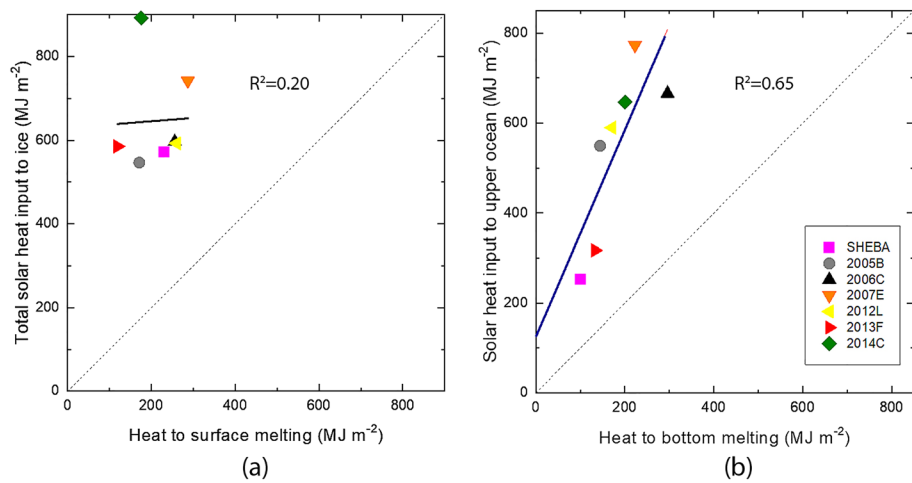 Total solar heat input to ice (MJ m⁻²)
800
600
400
200
0
R²=0.20
0 200 400 600 800
Heat to surface melting (MJ m⁻²)
(a)
Solar heat input to upper ocean (MJ m⁻²)
800
600
400
200
0
R²=0.65
SHEBA
2005B
2006C
2007E
2012L
2013F
2014C
0 200 400 600 800
Heat to bottom melting (MJ m⁻²)
(b)